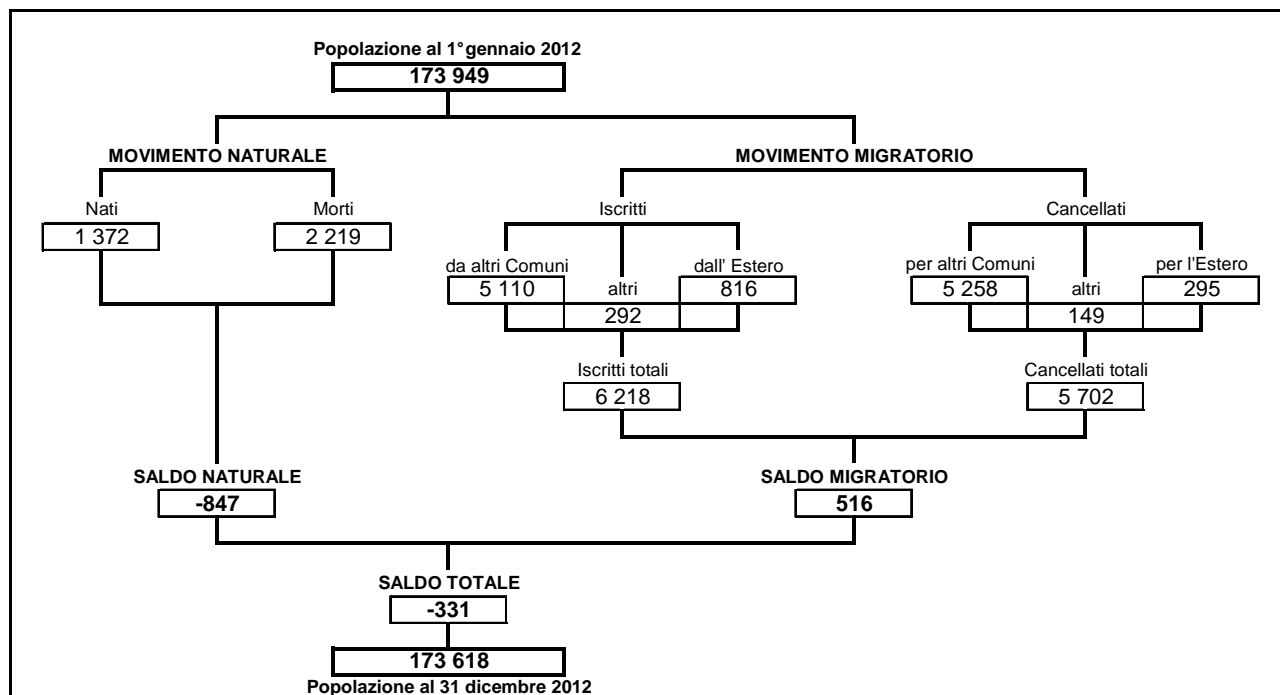 Popolazione al 1° gennaio 2012
173 949
MOVIMENTO NATURALE MOVIMENTO MIGRATORIO
Nati Morti Iscritti Cancellati
1 372 2 219
da altri Comuni dall' Estero per altri Comuni per l'Estero
5 110 altri 816 5 258 altri 295
292 149
Iscritti totali Cancellati totali
6 218 5 702
SALDO NATURALE SALDO MIGRATORIO
-847 516
SALDO TOTALE
-331
173 618
Popolazione al 31 dicembre 2012